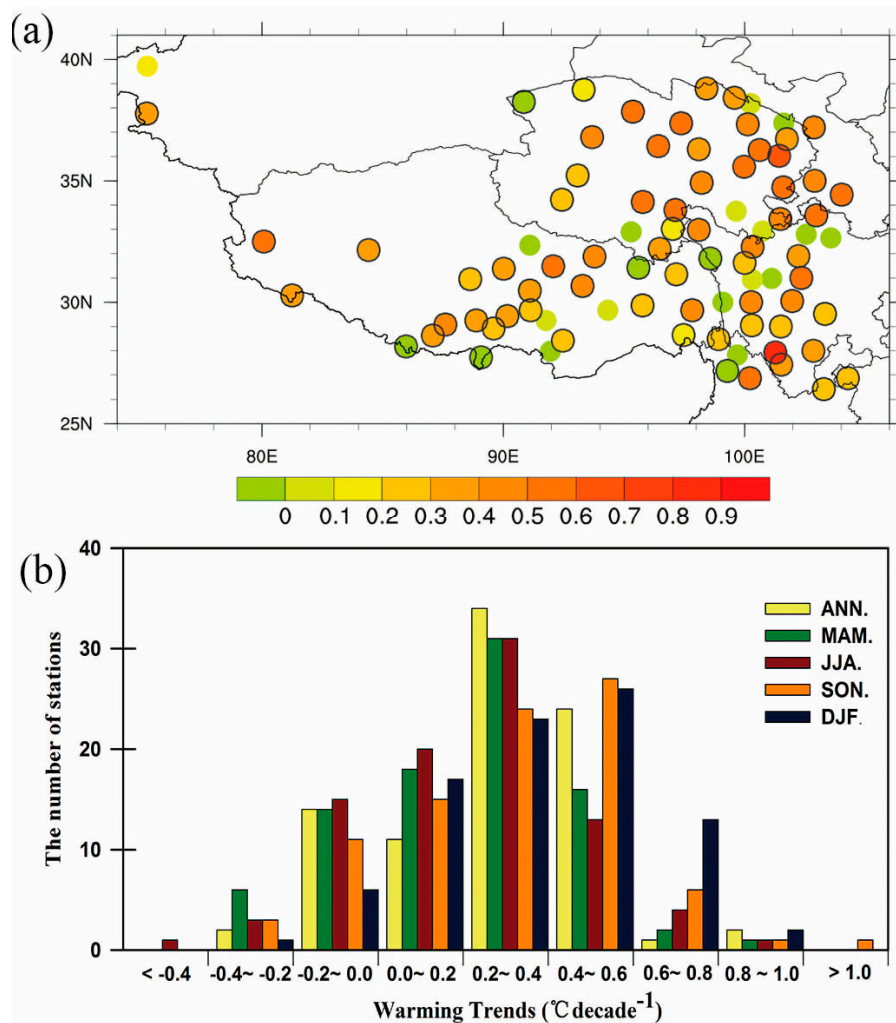 (a)
40N
35N
30N
25N
80E 90E 100E
0 0.1 0.2 0.3 0.4 0.5 0.6 0.7 0.8 0.9
(b)
The number of stations
40
30
20
10
0
ANN.
MAM.
JJA.
SON.
DJF.
< -0.4 -0.4~ -0.2 -0.2~ 0.0 0.0~ 0.2 0.2~ 0.4 0.4~ 0.6 0.6~ 0.8 0.8 ~ 1.0 > 1.0
Warming Trends (℃decade⁻¹)